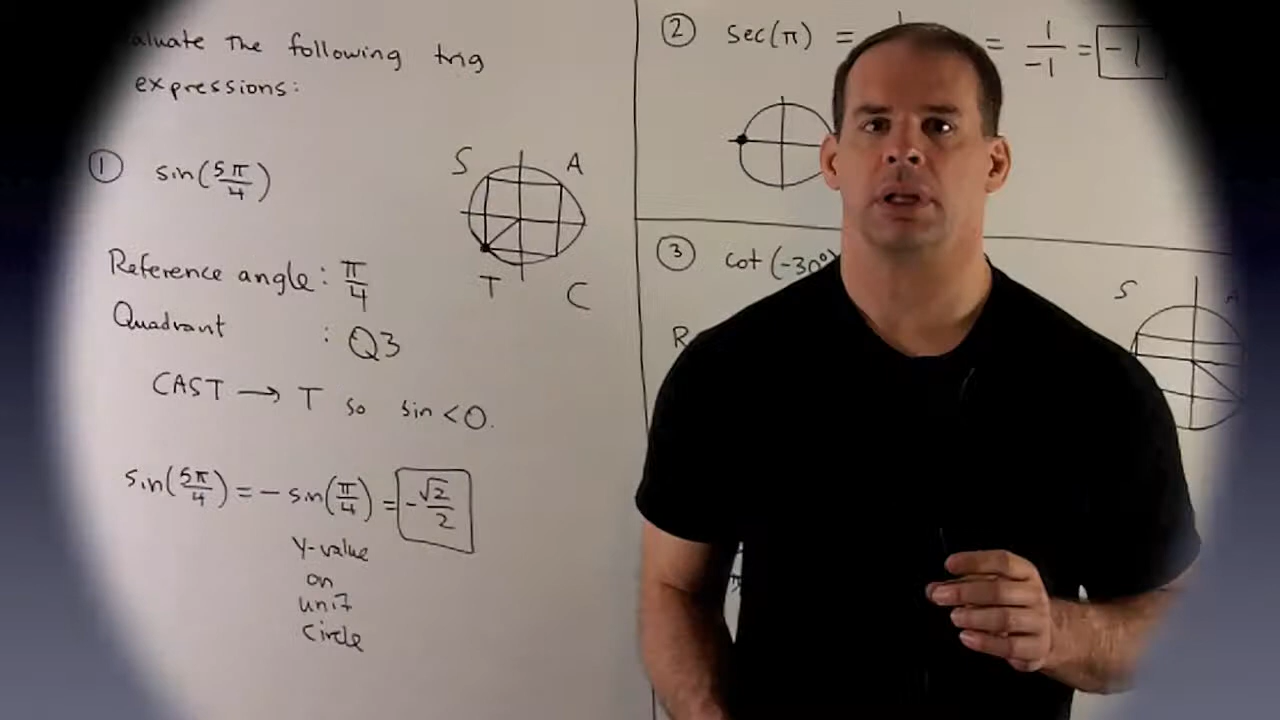 the following trig
expressions:
① sin(5π/4)
S A
T C
Reference angle: π/4
Quadrant : Q3
CAST → T so sin < 0.
sin(5π/4) = - sin(π/4) = -√2/2
Y-value
on
unit
circle
② sec(π) = = 1/-1 = -1
③ cot(-30°)
S
R